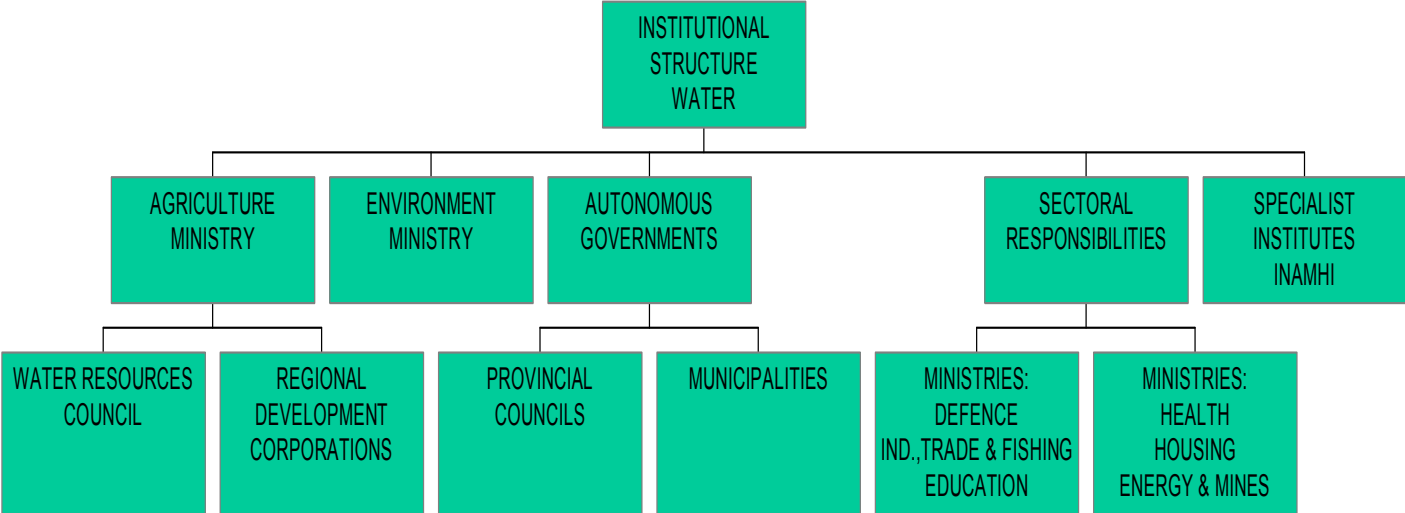 INSTITUTIONAL
STRUCTURE
WATER
AGRICULTURE
MINISTRY
ENVIRONMENT
MINISTRY
AUTONOMOUS
GOVERNMENTS
SECTORAL
RESPONSIBILITIES
SPECIALIST
INSTITUTES
INAMHI
WATER RESOURCES
COUNCIL
REGIONAL
DEVELOPMENT
CORPORATIONS
PROVINCIAL
COUNCILS
MUNICIPALITIES
MINISTRIES:
DEFENCE
IND.,TRADE & FISHING
EDUCATION
MINISTRIES:
HEALTH
HOUSING
ENERGY & MINES